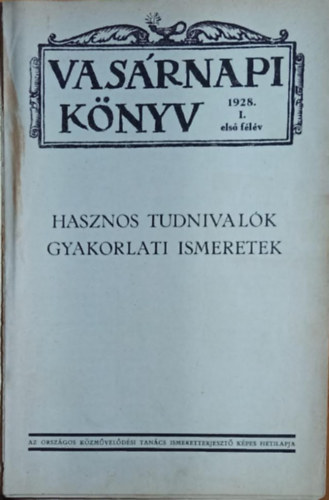 VASÁRNAPI
KÖNYV
1928.
I.
első félév
HASZNOS TUDNIVALÓK
GYAKORLATI ISMERETEK
AZ ORSZÁGOS KÖZMŰVELŐDÉSI TANÁCS ISMERETTERJESZTŐ KÉPES HETILAPJA